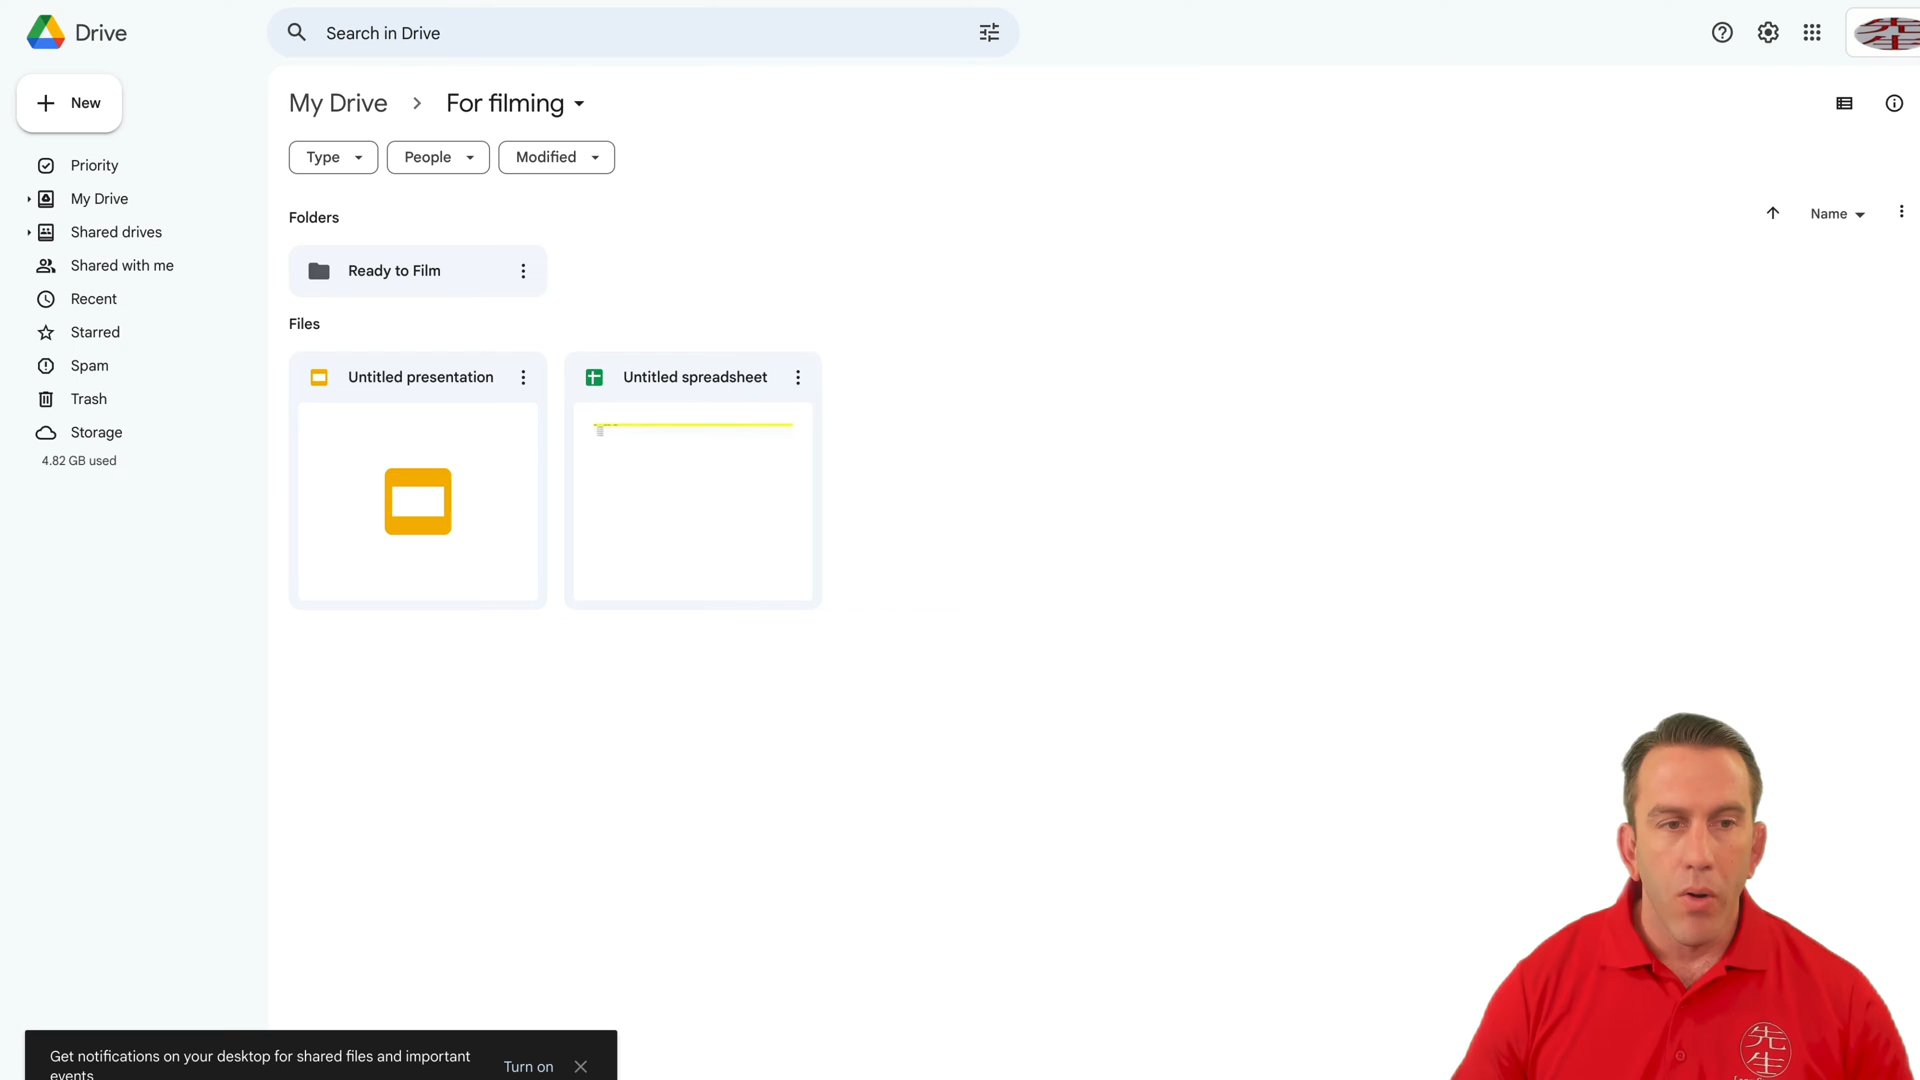 Drive
Search in Drive
先生
New
My Drive
For filming
Type
People
Modified
Priority
My Drive
Shared drives
Shared with me
Recent
Starred
Spam
Trash
Storage
4.82 GB used
Folders
Name
Ready to Film
Files
Untitled presentation
Untitled spreadsheet
Get notifications on your desktop for shared files and important
events
Turn on
先生